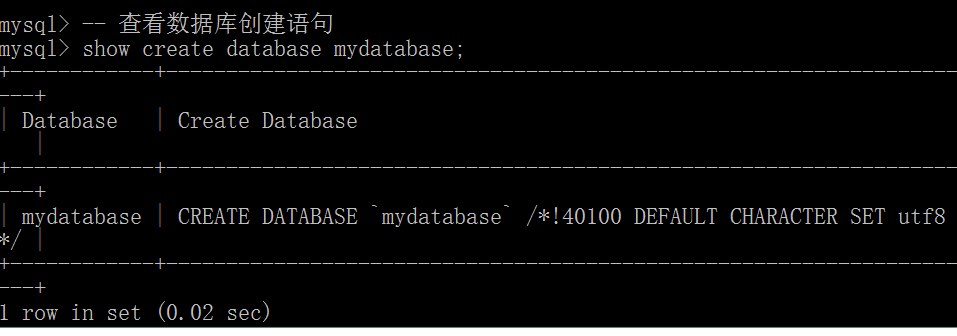 mysql> -- 查看数据库创建语句
mysql> show create database mydatabase;
+------------+----------------------------------------------------------
---+
| Database   | Create Database
   |
+------------+----------------------------------------------------------
---+
| mydatabase | CREATE DATABASE `mydatabase` /*!40100 DEFAULT CHARACTER SET utf8
*/ |
+------------+----------------------------------------------------------
---+
1 row in set (0.02 sec)